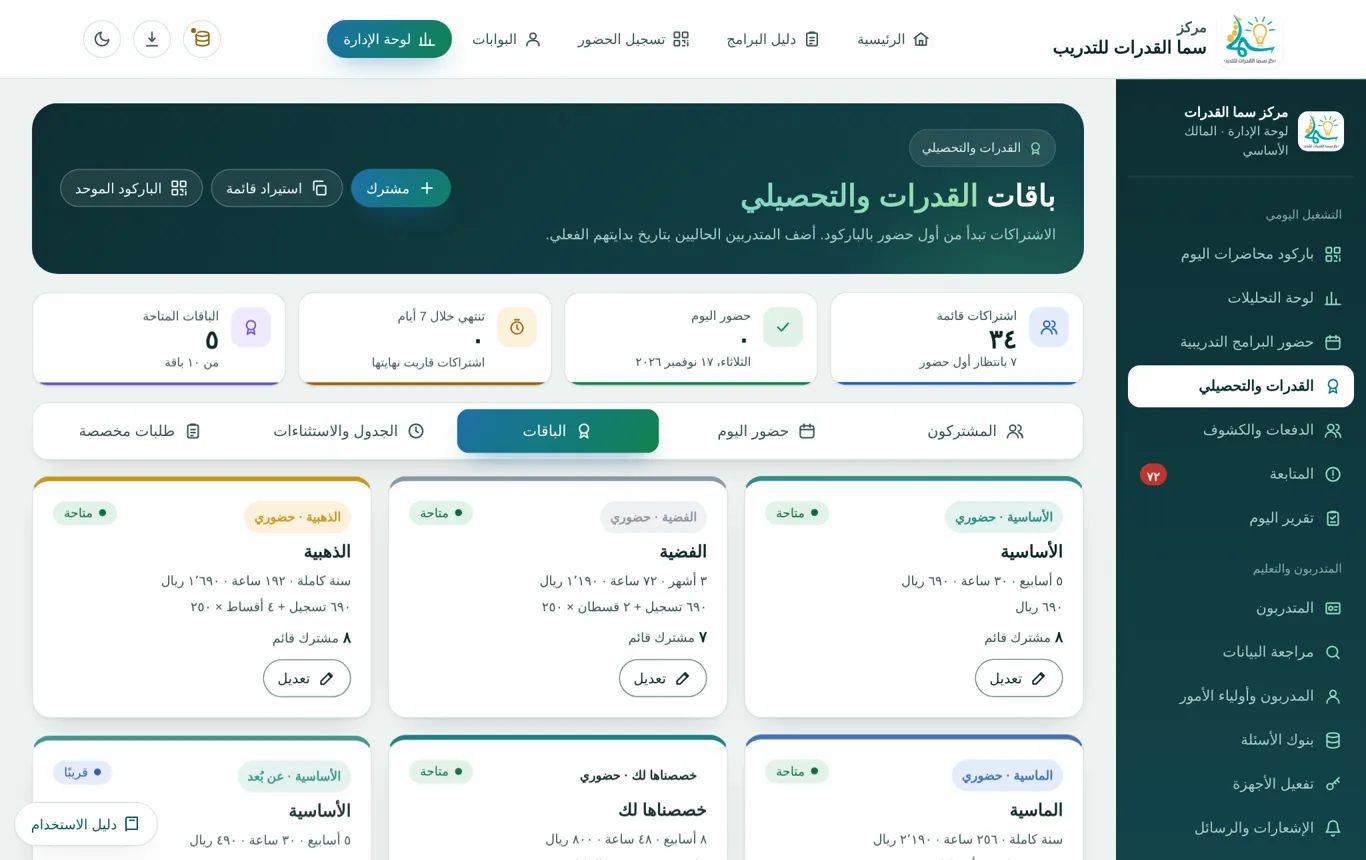 مركز
سما القدرات للتدريب
الرئيسية
دليل البرامج
تسجيل الحضور
البوابات
لوحة الإدارة
مركز سما القدرات
لوحة الإدارة · المالك
الأساسي
التشغيل اليومي
باركود محاضرات اليوم
لوحة التحليلات
حضور البرامج التدريبية
القدرات والتحصيلي
الدفعات والكشوف
المتابعة
٧٢
تقرير اليوم
المتدربون والتعليم
المتدربون
مراجعة البيانات
المدربون وأولياء الأمور
بنوك الأسئلة
تفعيل الأجهزة
الإشعارات والرسائل
القدرات والتحصيلي
باقات القدرات والتحصيلي
الاشتراكات تبدأ من أول حضور بالباركود. أضف المتدربين الحاليين بتاريخ بدايتهم الفعلي.
مشترك
استيراد قائمة
الباركود الموحد
اشتراكات قائمة
٣٤
٧ بانتظار أول حضور
حضور اليوم
٠
الثلاثاء، ١٧ نوفمبر ٢٠٢٦
تنتهي خلال 7 أيام
٠
اشتراكات قاربت نهايتها
الباقات المتاحة
٥
من ١٠ باقة
المشتركون
حضور اليوم
الباقات
الجدول والاستثناءات
طلبات مخصصة
الأساسية · حضوري
متاحة
الأساسية
٥ أسابيع · ٣٠ ساعة · ٦٩٠ ريال
٦٩٠ ريال
٨ مشترك قائم
تعديل
الفضية · حضوري
متاحة
الفضية
٣ أشهر · ٧٢ ساعة · ١٬١٩٠ ريال
٦٩٠ تسجيل + ٢ قسطان × ٢٥٠
٧ مشترك قائم
تعديل
الذهبية · حضوري
متاحة
الذهبية
سنة كاملة · ١٩٢ ساعة · ١٬٦٩٠ ريال
٦٩٠ تسجيل + ٤ أقساط × ٢٥٠
٨ مشترك قائم
تعديل
الماسية · حضوري
متاحة
الماسية
سنة كاملة · ٢٥٦ ساعة · ٢٬١٩٠ ريال
خصصناها لك · حضوري
متاحة
خصصناها لك
٨ أسابيع · ٤٨ ساعة · ٨٠٠ ريال
الأساسية · عن بُعد
قريبًا
الأساسية
٥ أسابيع · ٣٠ ساعة · ٤٩٠ ريال
دليل الاستخدام